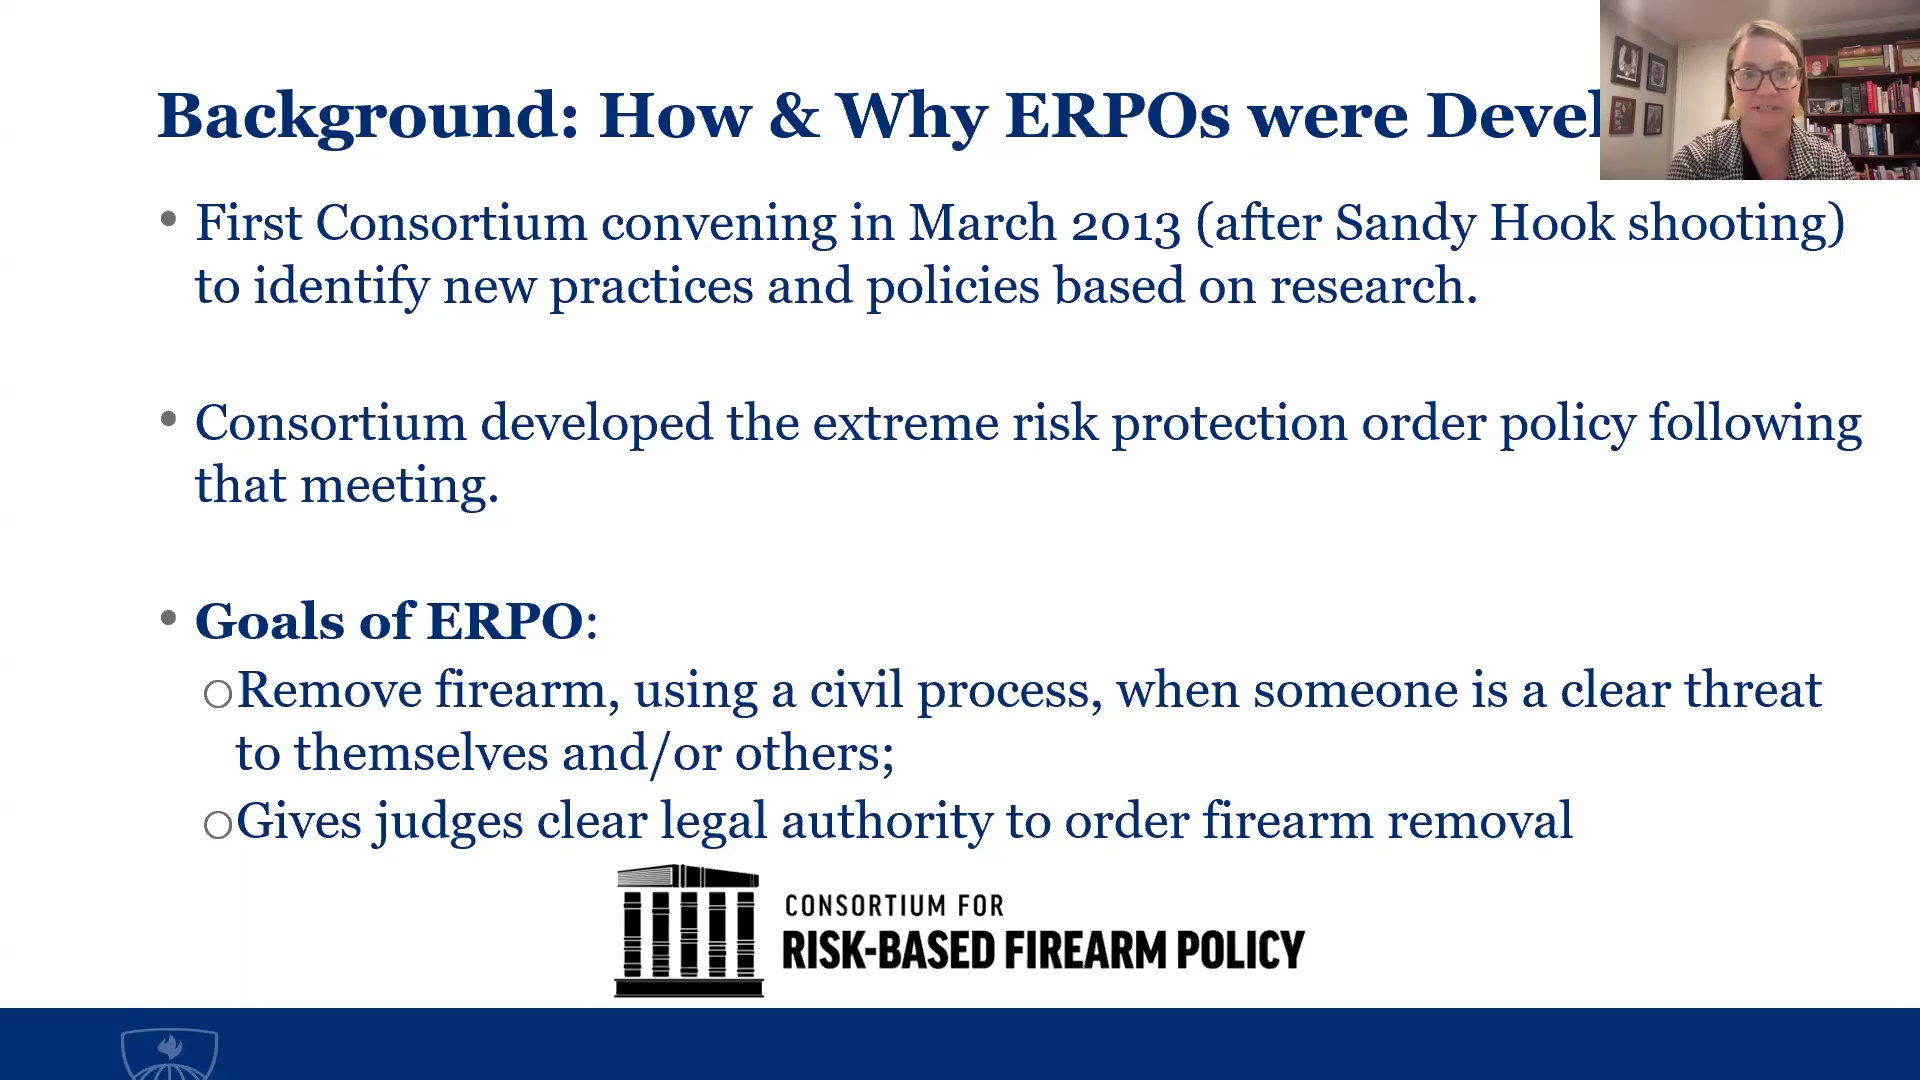 Background: How & Why ERPOs were Devel
• First Consortium convening in March 2013 (after Sandy Hook shooting)
to identify new practices and policies based on research.
• Consortium developed the extreme risk protection order policy following
that meeting.
• Goals of ERPO:
○Remove firearm, using a civil process, when someone is a clear threat
to themselves and/or others;
○Gives judges clear legal authority to order firearm removal
CONSORTIUM FOR
RISK-BASED FIREARM POLICY